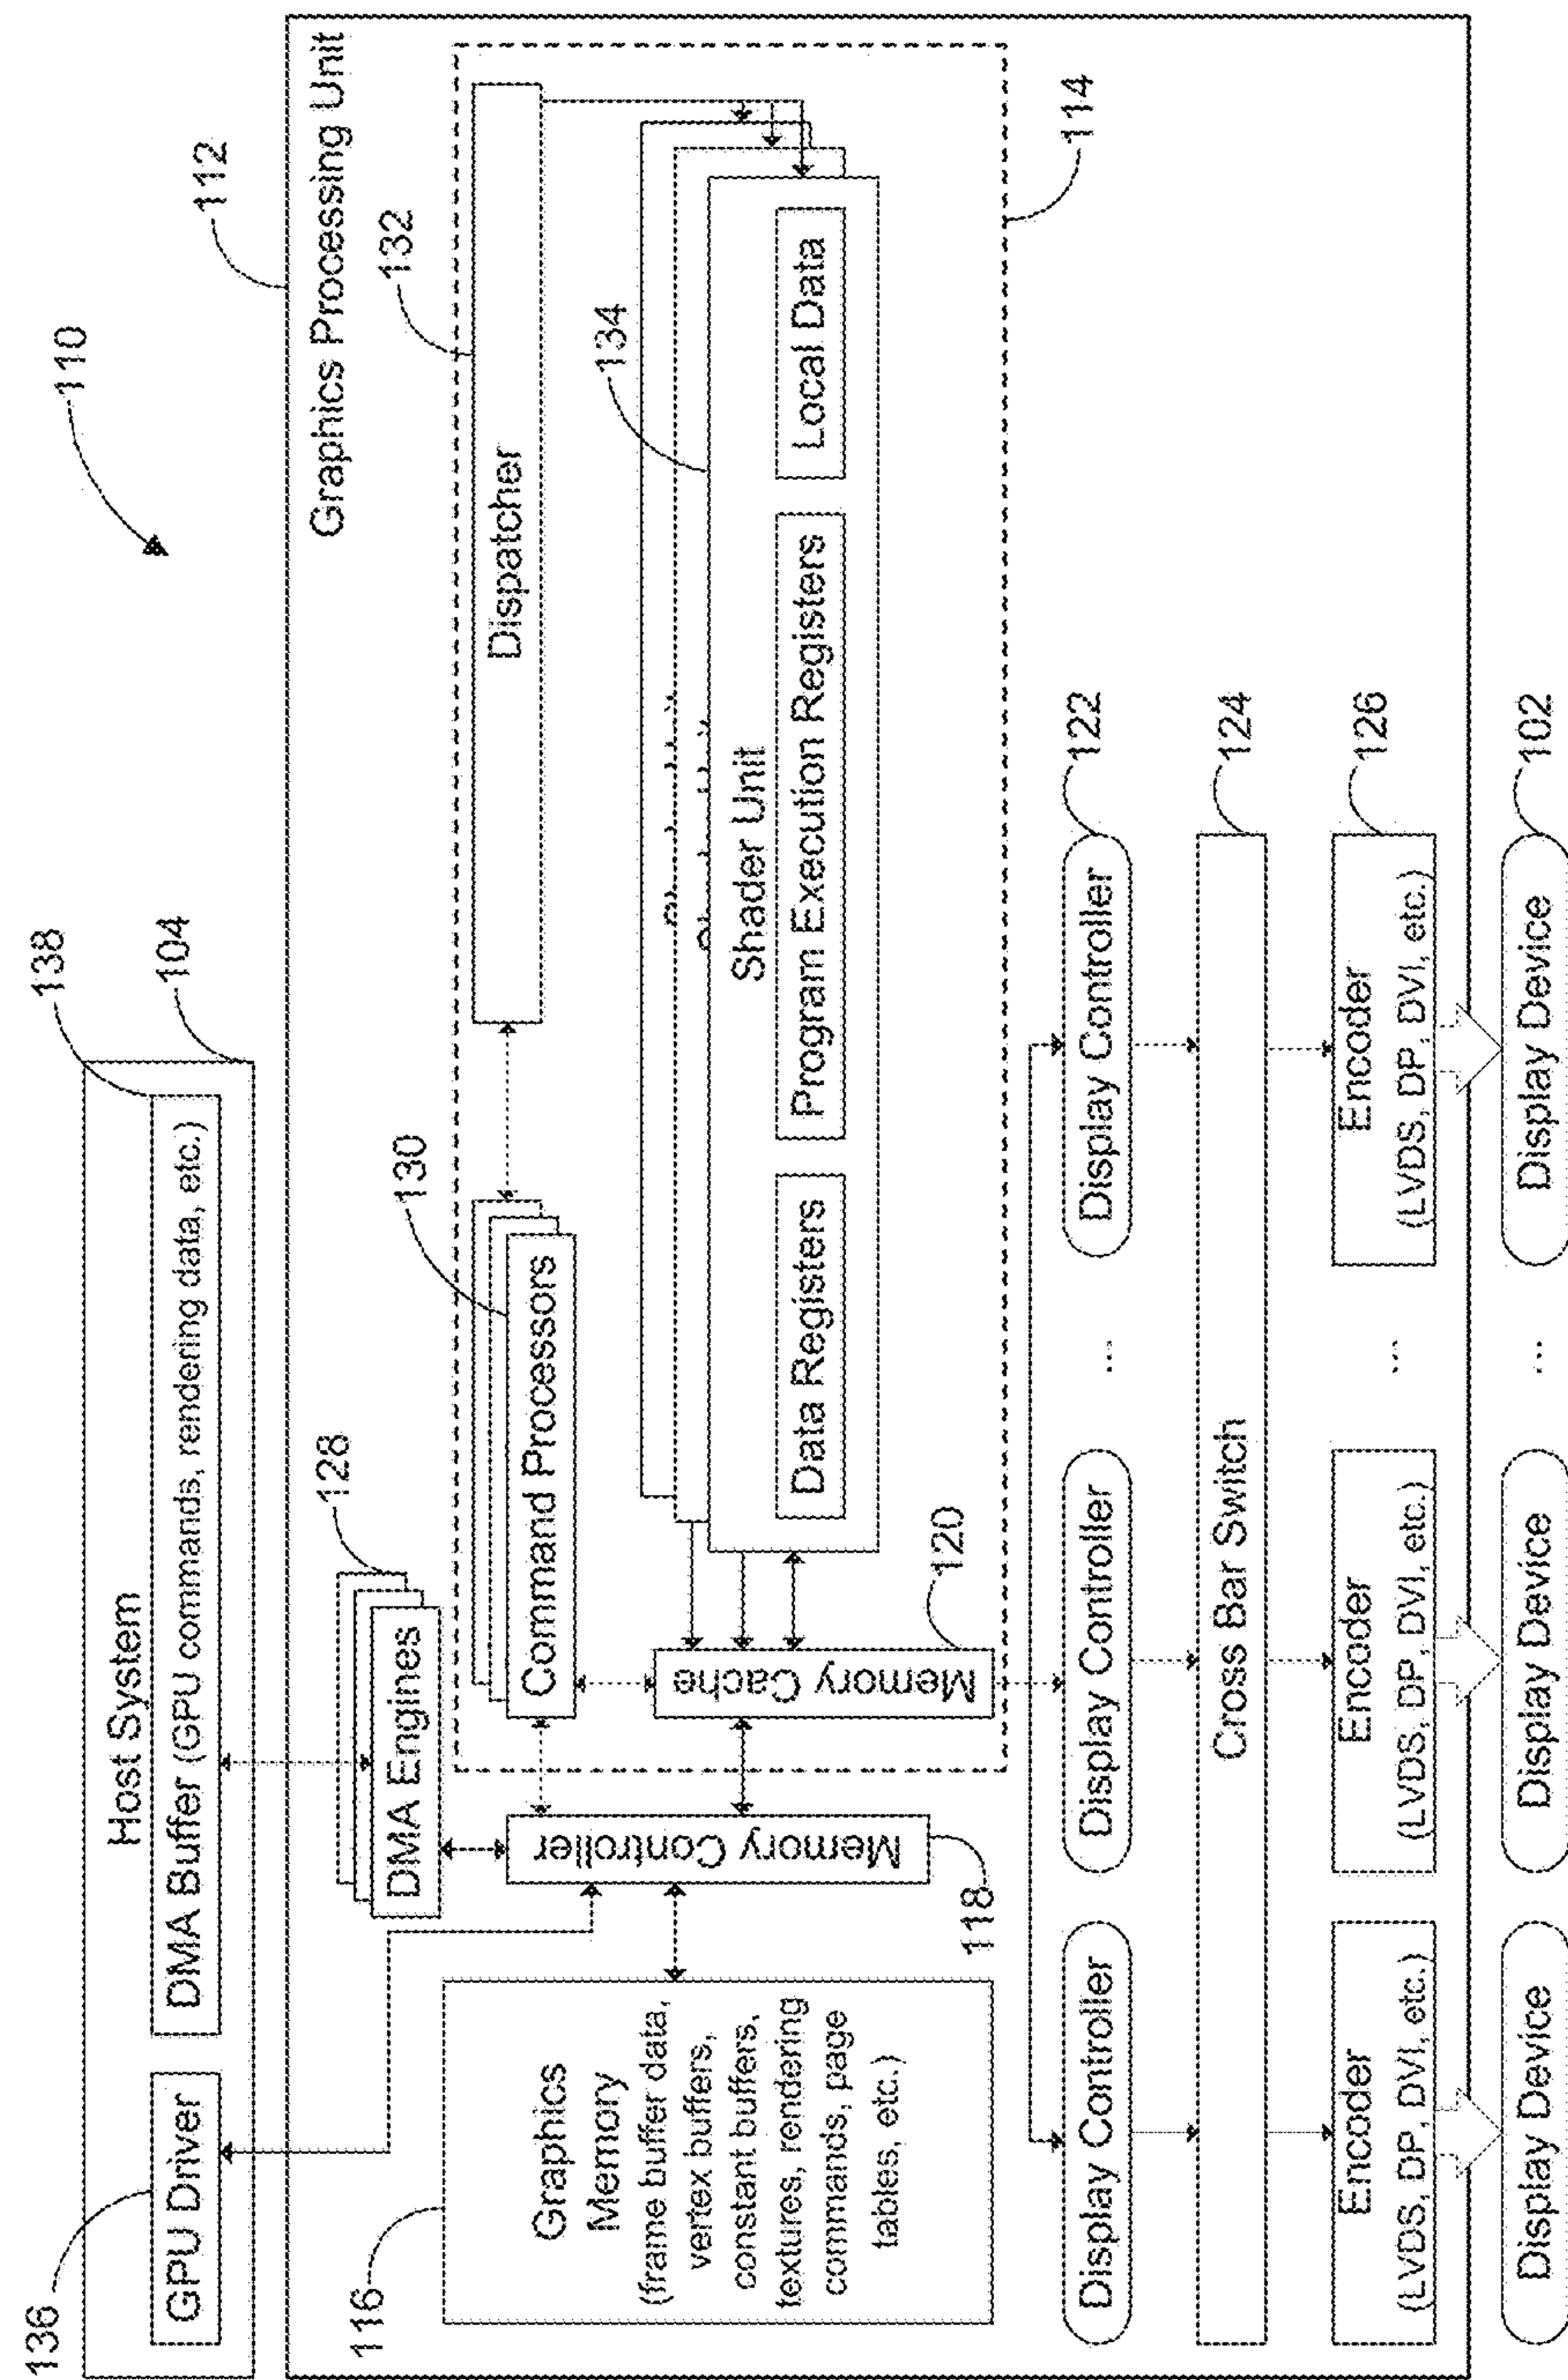 110
136
138
104
Host System
GPU Driver
DMA Buffer (GPU commands, rendering data, etc.)
112
Graphics Processing Unit
128
DMA Engines
130
132
Command Processors
Dispatcher
116
Graphics
Memory
(frame buffer data,
vertex buffers,
constant buffers,
textures, rendering
commands, page
tables, etc.)
Memory Controller
118
Memory Cache
120
134
Shader Unit
Data Registers
Program Execution Registers
Local Data
114
Display Controller
Display Controller
...
Display Controller
122
Cross Bar Switch
124
Encoder
(LVDS, DP, DVI, etc.)
Encoder
(LVDS, DP, DVI, etc.)
...
Encoder
(LVDS, DP, DVI, etc.)
126
Display Device
Display Device
...
Display Device
102